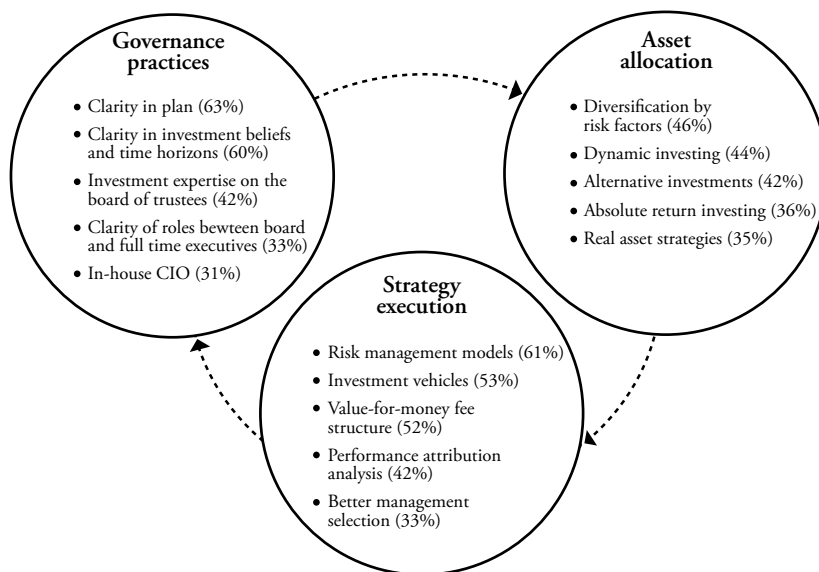 Governance
practices
• Clarity in plan (63%)
• Clarity in investment beliefs
and time horizons (60%)
• Investment expertise on the
board of trustees (42%)
• Clarity of roles bewteen board
and full time executives (33%)
• In-house CIO (31%)
Asset
allocation
• Diversification by
risk factors (46%)
• Dynamic investing (44%)
• Alternative investments (42%)
• Absolute return investing (36%)
• Real asset strategies (35%)
Strategy
execution
• Risk management models (61%)
• Investment vehicles (53%)
• Value-for-money fee
structure (52%)
• Performance attribution
analysis (42%)
• Better management
selection (33%)